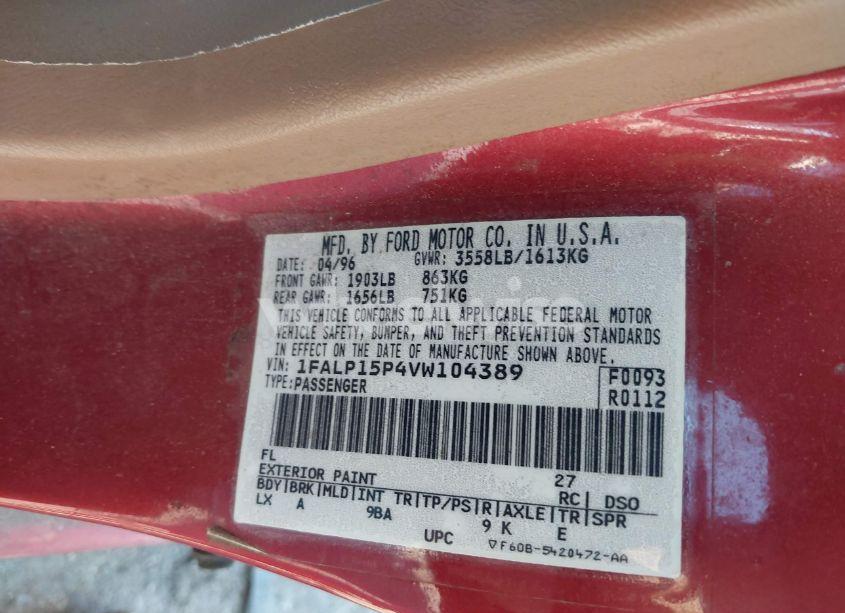 MFD. BY FORD MOTOR CO. IN U.S.A.
DATE: 04/96 GVWR: 3558LB/1613KG
FRONT GAWR: 1903LB 863KG
REAR GAWR: 1656LB 751KG
THIS VEHICLE CONFORMS TO ALL APPLICABLE FEDERAL MOTOR
VEHICLE SAFETY, BUMPER, AND THEFT PREVENTION STANDARDS
IN EFFECT ON THE DATE OF MANUFACTURE SHOWN ABOVE.
VIN: 1FALP15P4VW104389 F0093
TYPE: PASSENGER R0112
FL
EXTERIOR PAINT 27 RC| DSO
BDY|BRK|MLD|INT TR|TP/PS|R|AXLE|TR|SPR
LX A 9BA 9 K E
UPC ▽F60B-5420472-AA